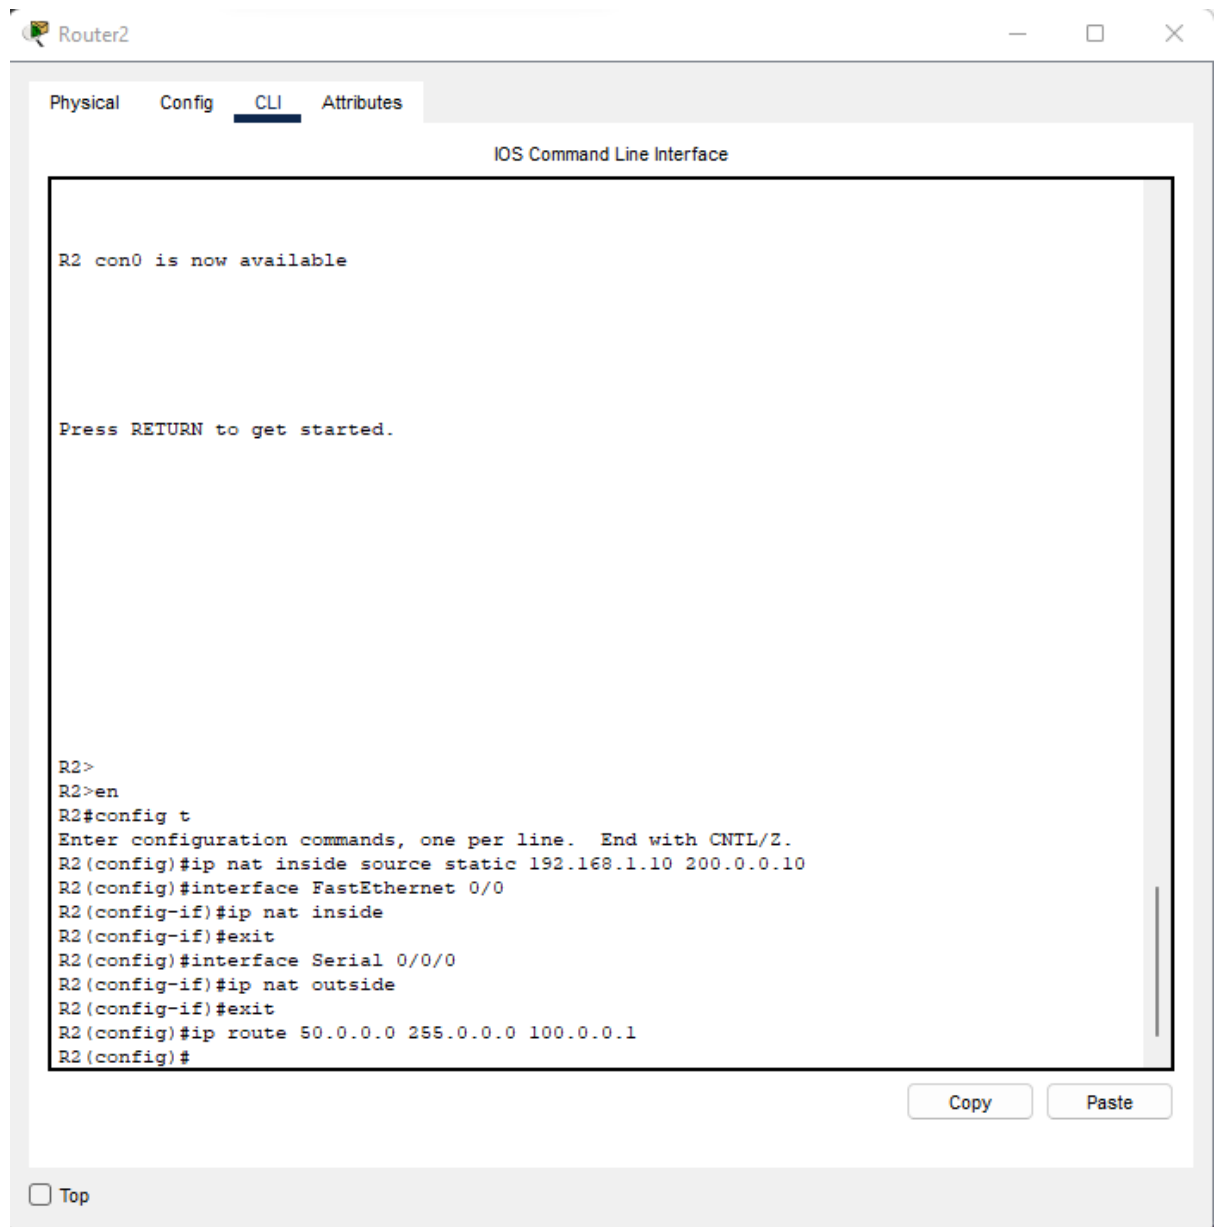 Router2
Physical Config CLI Attributes
IOS Command Line Interface
R2 con0 is now available
Press RETURN to get started.
R2>
R2>en
R2#config t
Enter configuration commands, one per line.  End with CNTL/Z.
R2(config)#ip nat inside source static 192.168.1.10 200.0.0.10
R2(config)#interface FastEthernet 0/0
R2(config-if)#ip nat inside
R2(config-if)#exit
R2(config)#interface Serial 0/0/0
R2(config-if)#ip nat outside
R2(config-if)#exit
R2(config)#ip route 50.0.0.0 255.0.0.0 100.0.0.1
R2(config)#
Copy Paste
Top